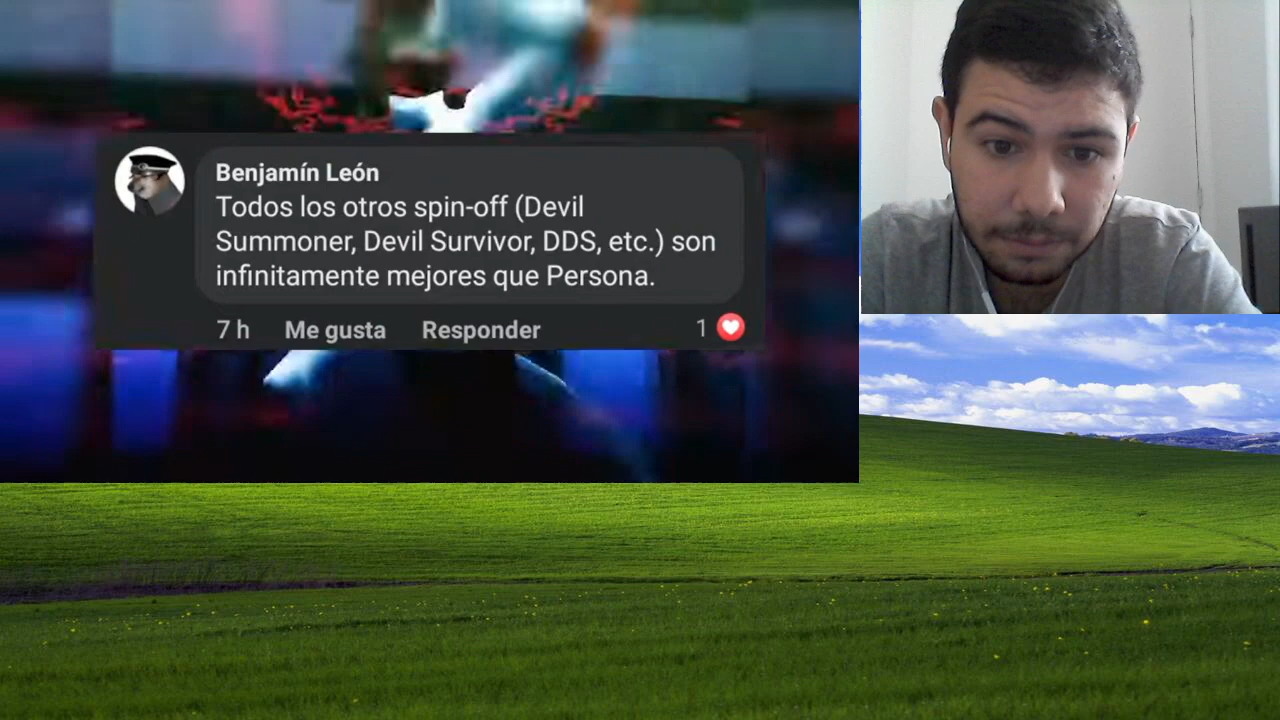 Benjamín León
Todos los otros spin-off (Devil
Summoner, Devil Survivor, DDS, etc.) son
infinitamente mejores que Persona.
7 h Me gusta Responder 1